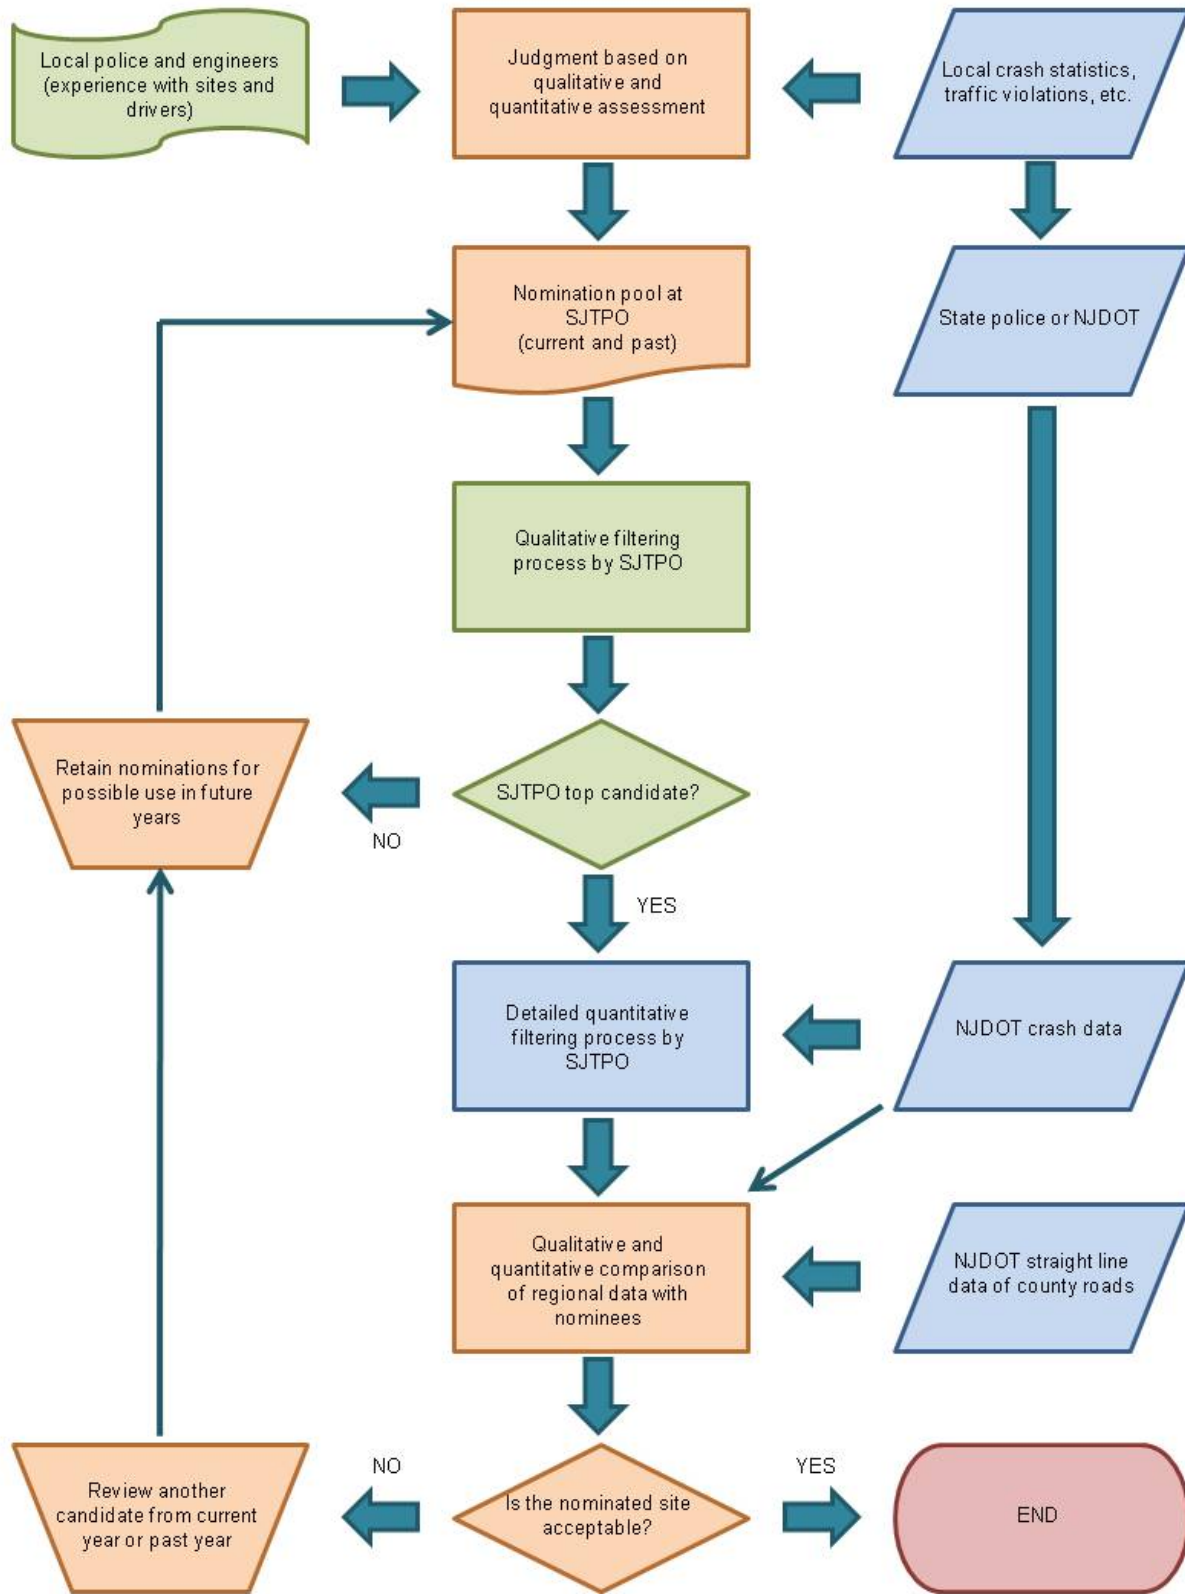 Local police and engineers
(experience with sites and
drivers)
Judgment based on
qualitative and
quantitative assessment
Local crash statistics,
traffic violations, etc.
Nomination pool at
SJTPO
(current and past)
State police or NJDOT
Qualitative filtering
process by SJTPO
Retain nominations for
possible use in future
years
NO
SJTPO top candidate?
YES
Detailed quantitative
filtering process by
SJTPO
NJDOT crash data
Qualitative and
quantitative comparison
of regional data with
nominees
NJDOT straight line
data of county roads
Review another
candidate from current
year or past year
NO
Is the nominated site
acceptable?
YES
END